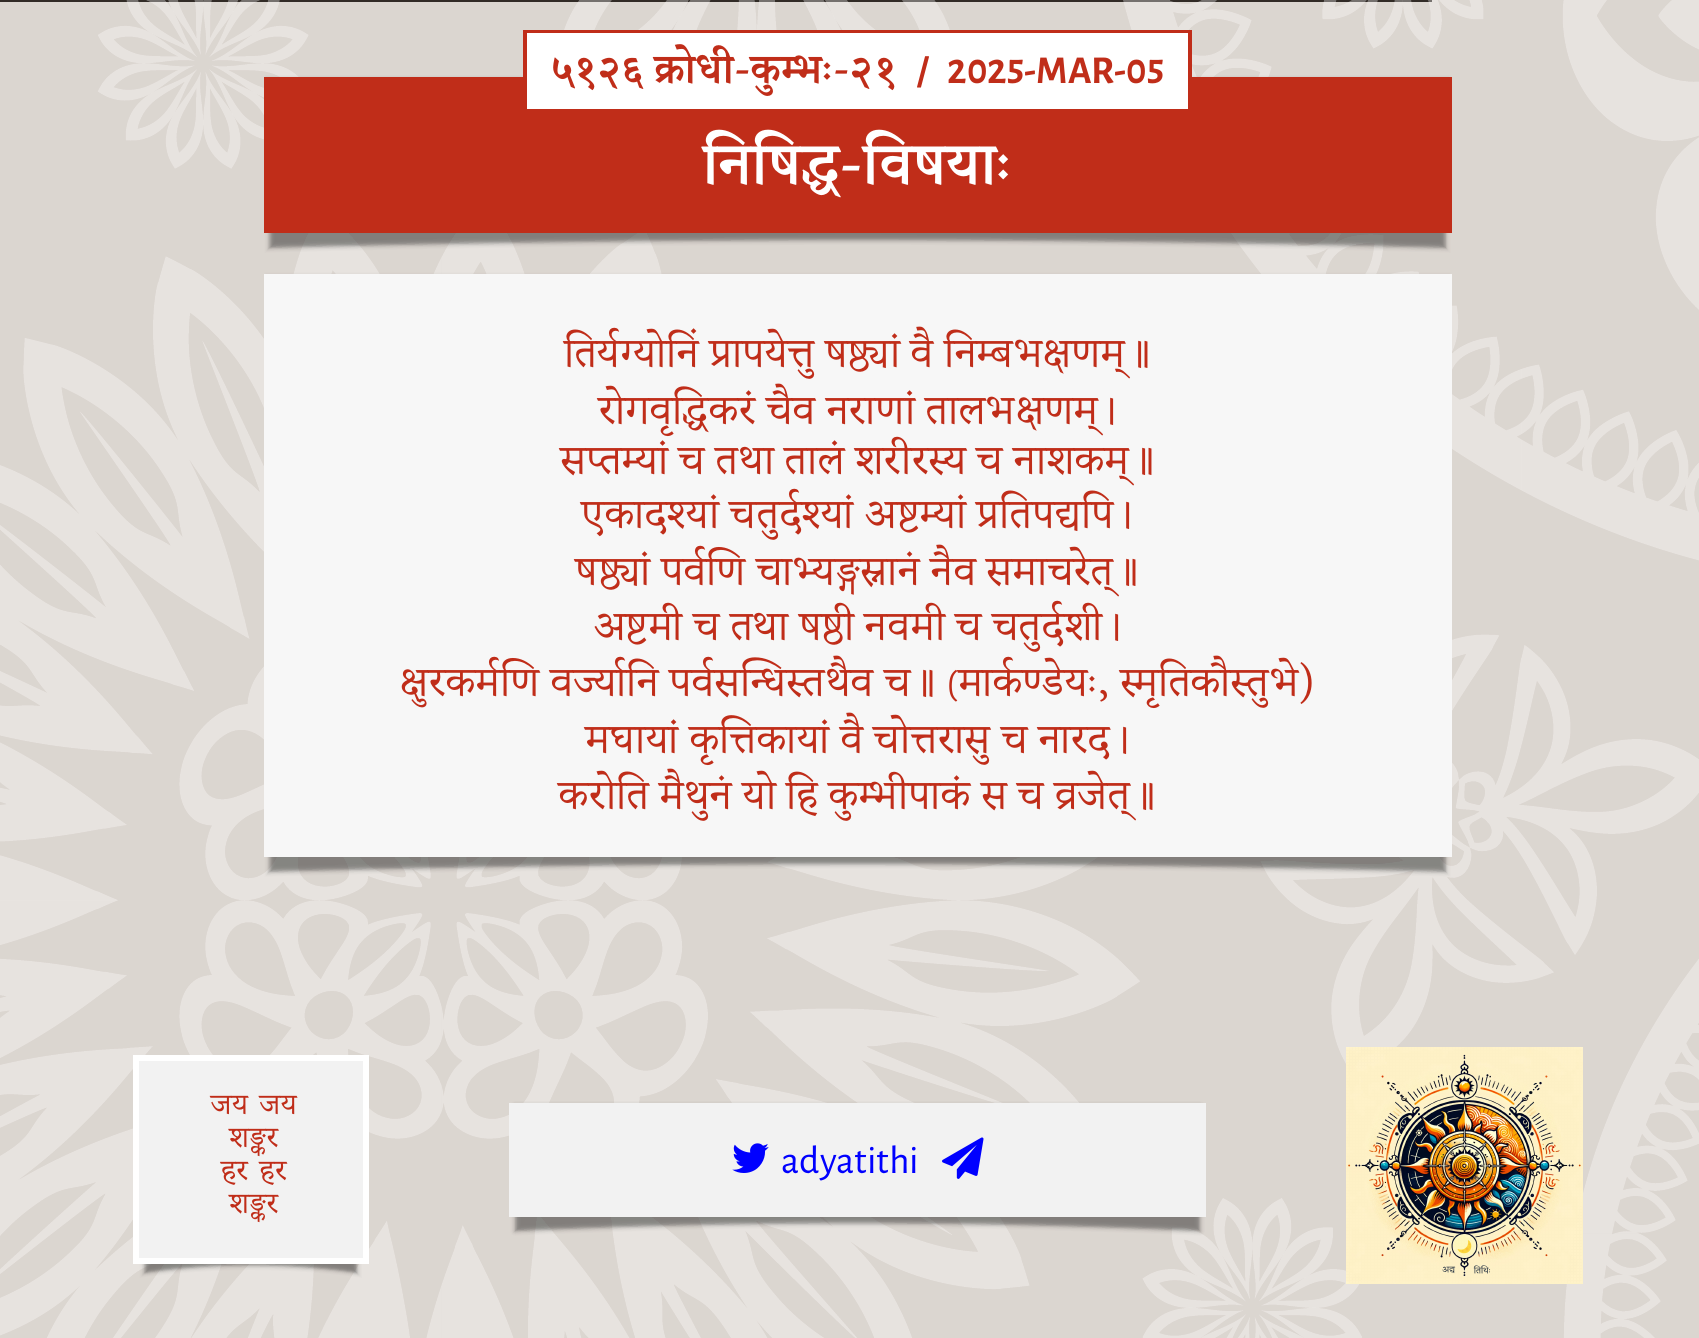 ५१२६ क्रोधी-कुम्भः-२१ / 2025-MAR-05
निषिद्ध-विषयाः
तिर्यग्योनिं प्रापयेत्तु षष्ठ्यां वै निम्बभक्षणम्॥
रोगवृद्धिकरं चैव नराणां तालभक्षणम्।
सप्तम्यां च तथा तालं शरीरस्य च नाशकम्॥
एकादश्यां चतुर्दश्यां अष्टम्यां प्रतिपद्यपि।
षष्ठ्यां पर्वणि चाभ्यङ्गस्नानं नैव समाचरेत्॥
अष्टमी च तथा षष्ठी नवमी च चतुर्दशी।
क्षुरकर्मणि वर्ज्यानि पर्वसन्धिस्तथैव च॥ (मार्कण्डेयः, स्मृतिकौस्तुभे)
मघायां कृत्तिकायां वै चोत्तरासु च नारद।
करोति मैथुनं यो हि कुम्भीपाकं स च व्रजेत्॥
जय जय
शङ्कर
हर हर
शङ्कर
adyatithi
अद्य तिथिः